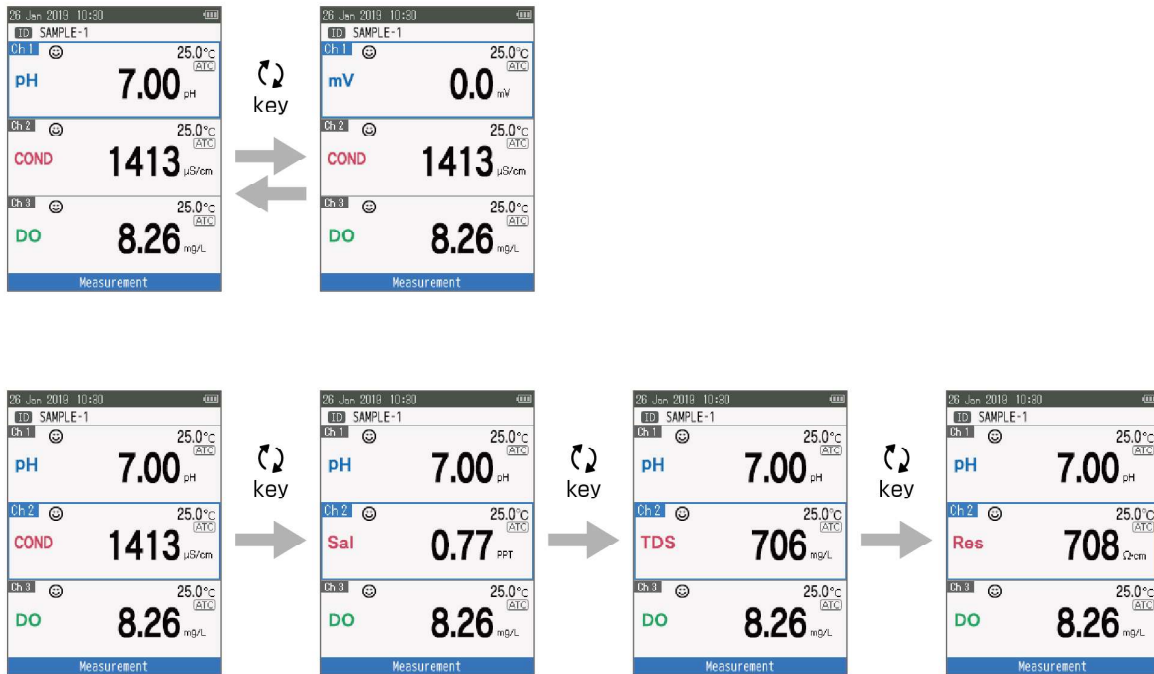 26 Jan 2019 10:30
ID SAMPLE-1
Ch 1 25.0°C
ATC
pH 7.00 pH
Ch 2 25.0°C
ATC
COND 1413 µS/cm
Ch 3 25.0°C
ATC
DO 8.26 mg/L
Measurement
key
26 Jan 2019 10:30
ID SAMPLE-1
Ch 1 25.0°C
ATC
mV 0.0 mV
Ch 2 25.0°C
ATC
COND 1413 µS/cm
Ch 3 25.0°C
ATC
DO 8.26 mg/L
Measurement
26 Jan 2019 10:30
ID SAMPLE-1
Ch 1 25.0°C
ATC
pH 7.00 pH
Ch 2 25.0°C
ATC
COND 1413 µS/cm
Ch 3 25.0°C
ATC
DO 8.26 mg/L
Measurement
key
26 Jan 2019 10:30
ID SAMPLE-1
Ch 1 25.0°C
ATC
pH 7.00 pH
Ch 2 25.0°C
ATC
Sal 0.77 PPT
Ch 3 25.0°C
ATC
DO 8.26 mg/L
Measurement
key
26 Jan 2019 10:30
ID SAMPLE-1
Ch 1 25.0°C
ATC
pH 7.00 pH
Ch 2 25.0°C
ATC
TDS 706 mg/L
Ch 3 25.0°C
ATC
DO 8.26 mg/L
Measurement
key
26 Jan 2019 10:30
ID SAMPLE-1
Ch 1 25.0°C
ATC
pH 7.00 pH
Ch 2 25.0°C
ATC
Res 708 Ω•cm
Ch 3 25.0°C
ATC
DO 8.26 mg/L
Measurement